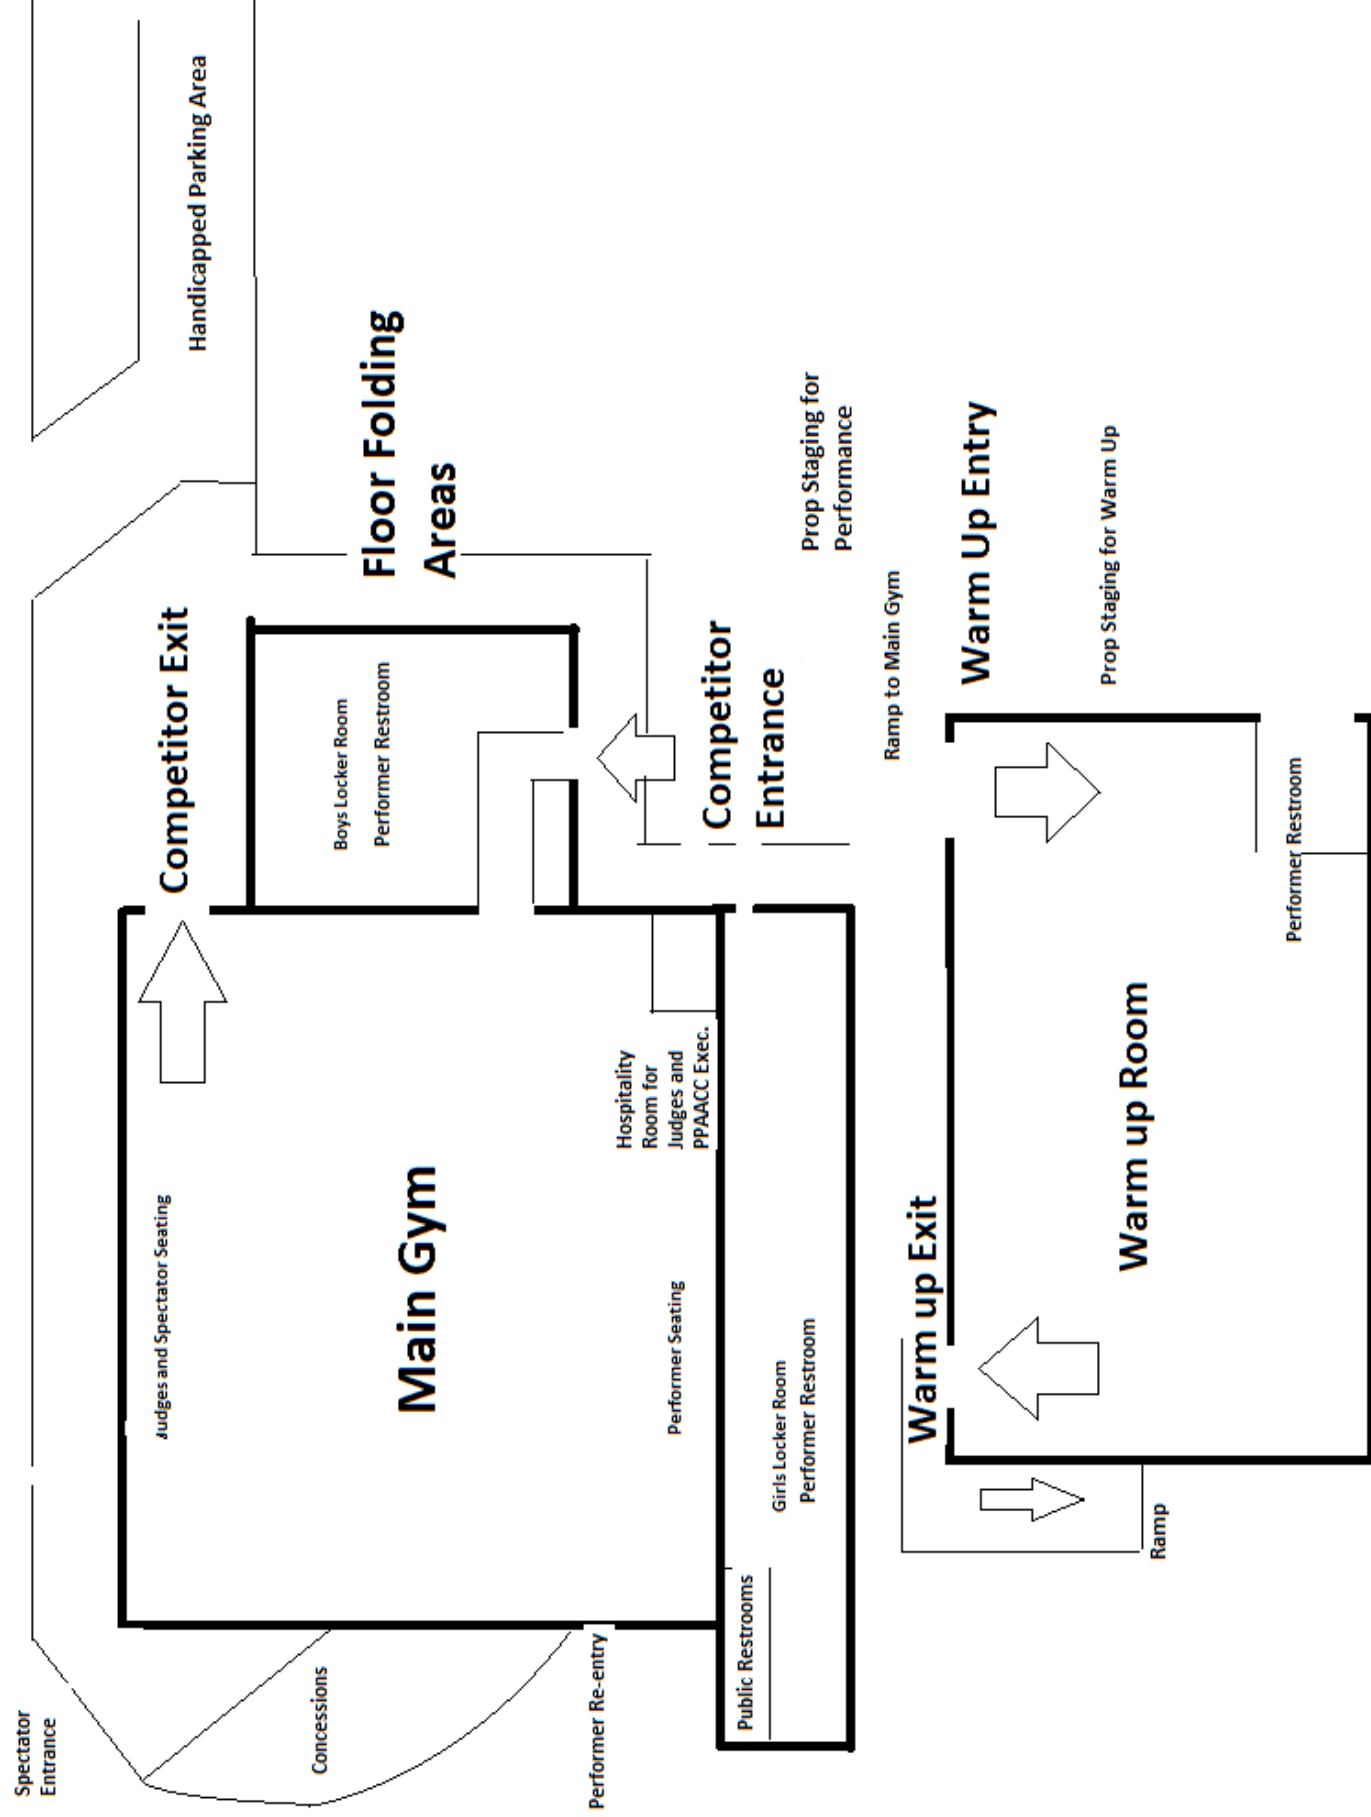 Spectator
Entrance
Handicapped Parking Area
Judges and Spectator Seating
Competitor Exit
Concessions
Boys Locker Room
Performer Restroom
Main Gym
Floor Folding
Areas
Performer Re-entry
Hospitality
Room for
Judges and
PPAACC Exec.
Performer Seating
Competitor
Entrance
Public Restrooms
Girls Locker Room
Performer Restroom
Prop Staging for
Performance
Ramp to Main Gym
Warm up Exit
Warm Up Entry
Prop Staging for Warm Up
Warm up Room
Ramp
Performer Restroom